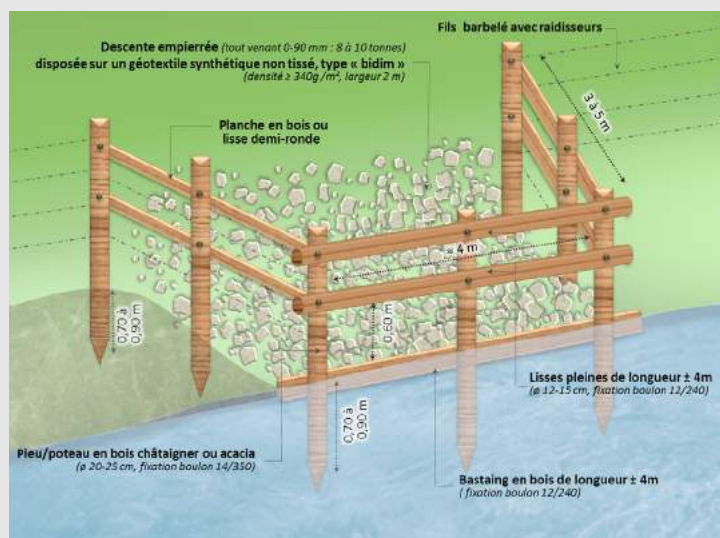 Descente empierrée (tout venant 0-90 mm : 8 à 10 tonnes)
disposée sur un géotextile synthétique non tissé, type « bidim »
(densité ≥ 340g /m², largeur 2 m)
Fils barbelé avec raidisseurs
Planche en bois ou
lisse demi-ronde
3 à 5 m
≈ 4 m
0,70 à
0,90 m
0,60 m
0,70 à
0,90 m
Lisses pleines de longueur ± 4m
(ø 12-15 cm, fixation boulon 12/240)
Pieu/poteau en bois châtaigner ou acacia
(ø 20-25 cm, fixation boulon 14/350)
Bastaing en bois de longueur ± 4m
( fixation boulon 12/240)